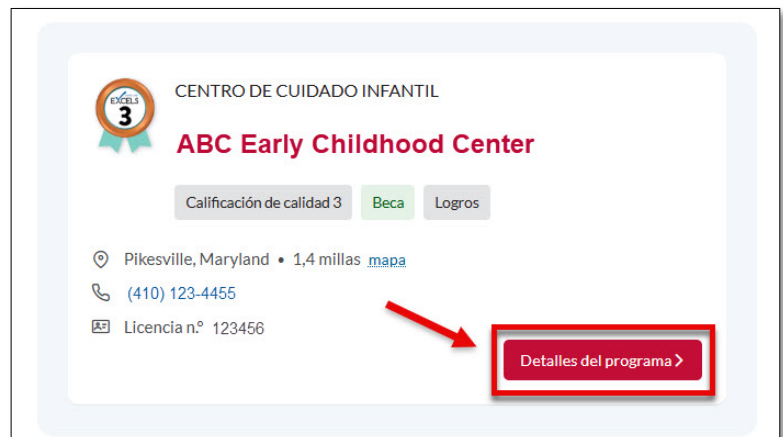 CENTRO DE CUIDADO INFANTIL
EXCELS
3
ABC Early Childhood Center
Calificación de calidad 3 Beca Logros
Pikesville, Maryland • 1,4 millas mapa
(410) 123-4455
Licencia n.º 123456
Detalles del programa